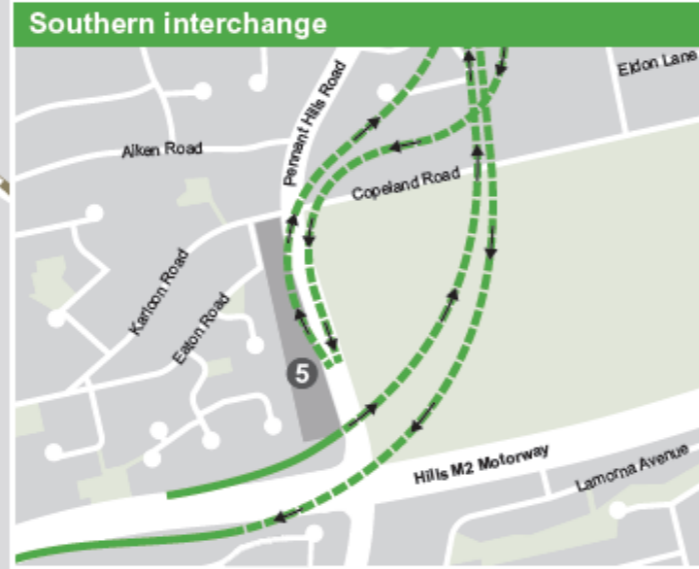 Southern interchange
Eldon Lane
Pennant Hills Road
Aiken Road
Copeland Road
Karloon Road
Eaton Road
5
Hills M2 Motorway
Lamorna Avenue